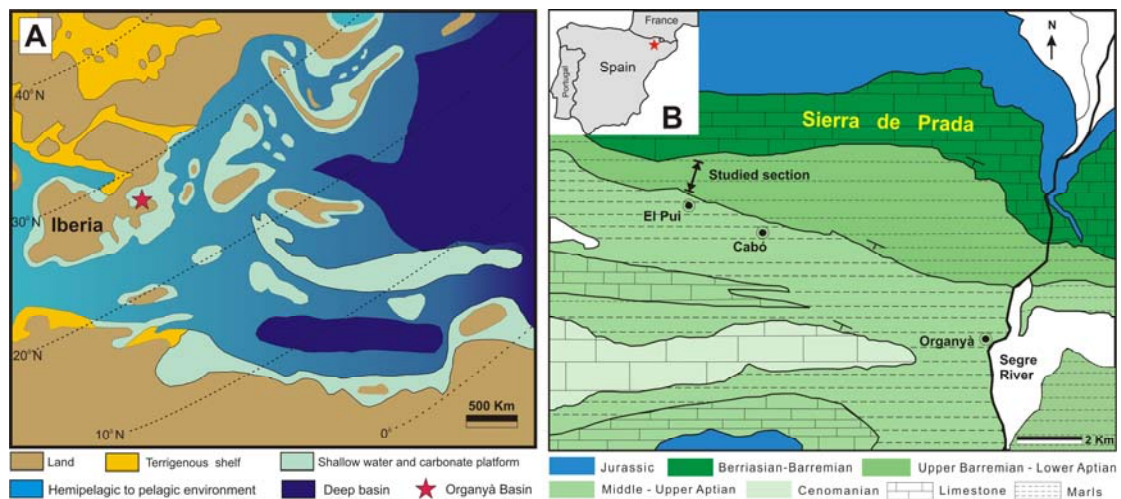 A
40°N
30°N
Iberia
20°N
10°N
0°
500 Km
Land
Terrigenous shelf
Shallow water and carbonate platform
Hemipelagic to pelagic environment
Deep basin
Organyà Basin
France
Spain
Portugal
B
N
Sierra de Prada
Studied section
El Pui
Cabó
Organyà
Segre
River
2 Km
Jurassic
Berriasian-Barremian
Upper Barremian - Lower Aptian
Middle - Upper Aptian
Cenomanian
Limestone
Marls